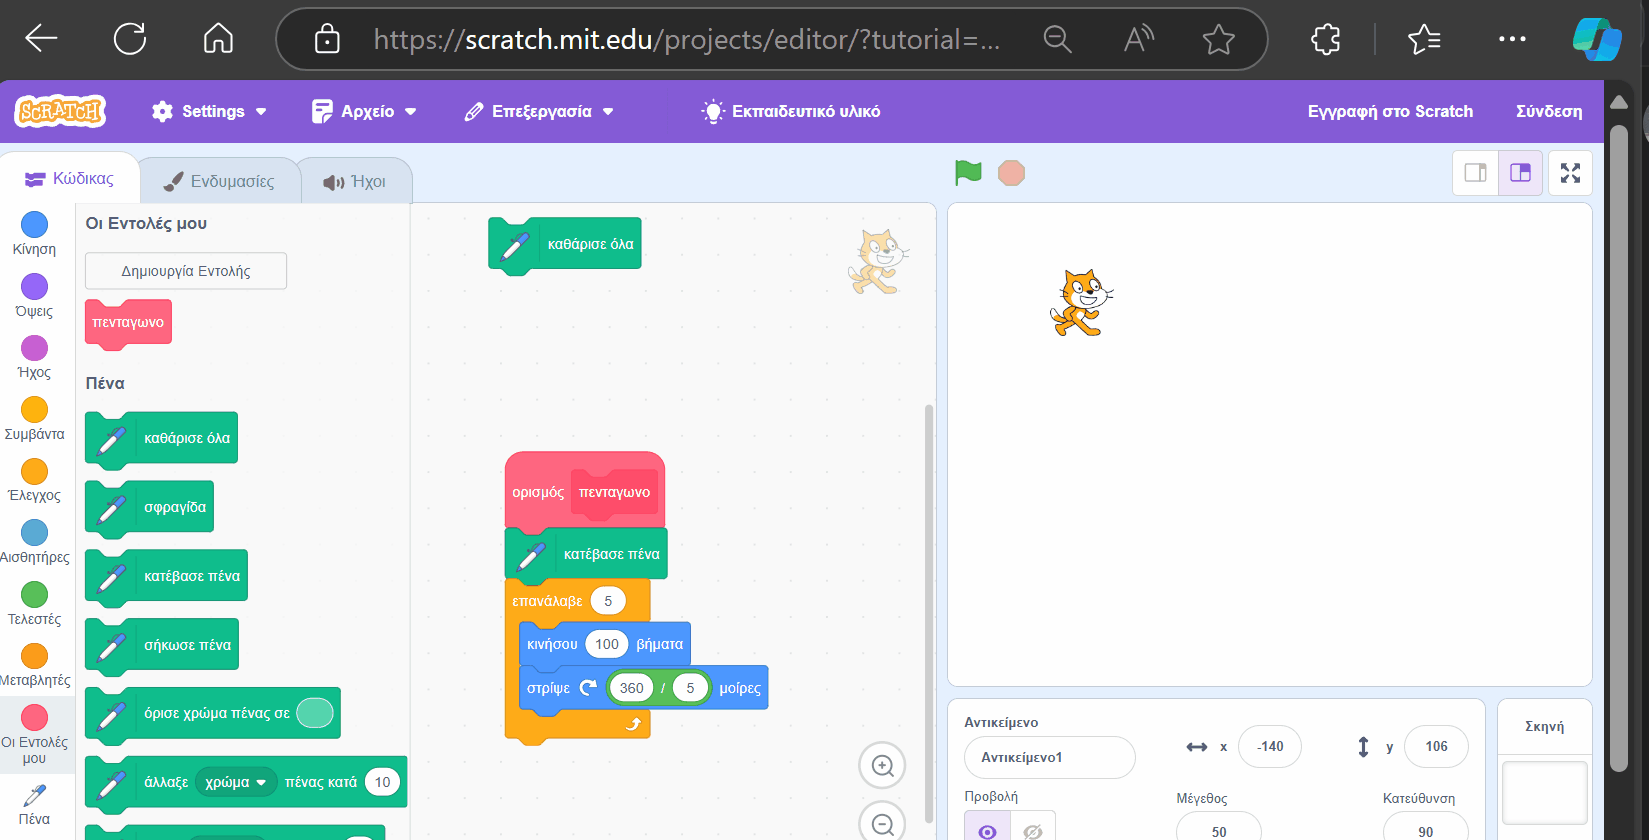 https://scratch.mit.edu/projects/editor/?tutorial=...
SCRATCH
Settings
Αρχείο
Επεξεργασία
Εκπαιδευτικό υλικό
Εγγραφή στο Scratch
Σύνδεση
Κώδικας
Ενδυμασίες
Ήχοι
Κίνηση
Όψεις
Ήχος
Συμβάντα
Έλεγχος
Αισθητήρες
Τελεστές
Μεταβλητές
Οι Εντολές
μου
Πένα
Οι Εντολές μου
Δημιουργία Εντολής
πενταγωνο
Πένα
καθάρισε όλα
σφραγίδα
κατέβασε πένα
σήκωσε πένα
όρισε χρώμα πένας σε
άλλαξε χρώμα πένας κατά 10
καθάρισε όλα
ορισμός πενταγωνο
κατέβασε πένα
επανάλαβε 5
κινήσου 100 βήματα
στρίψε 360 / 5 μοίρες
Αντικείμενο
Αντικείμενο1
x -140
y 106
Προβολή
Μέγεθος
50
Κατεύθυνση
90
Σκηνή